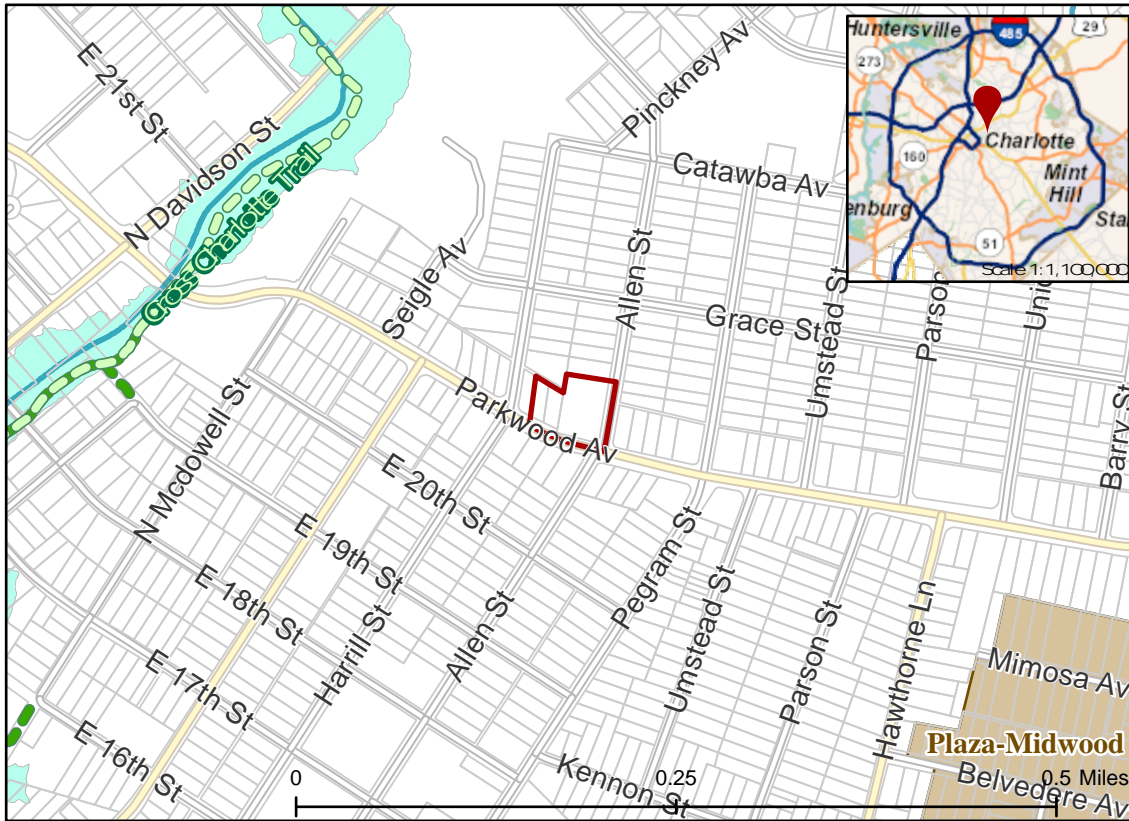 E 21st St
N Davidson St
Cross Charlotte Trail
Pinckney Av
Catawba Av
Seigle Av
Allen St
Grace St
Umstead St
Parson
Barry St
Parkwood Av
N Mcdowell St
E 20th St
E 19th St
E 18th St
E 17th St
E 16th St
Harrill St
Allen St
Pegram St
Umstead St
Parson St
Hawthorne Ln
Kennon St
Mimosa Av
Plaza-Midwood
Belvedere Av
0
0.25
0.5 Miles
Huntersville
485
29
273
Charlotte
160
Mint
Hill
enburg
51
Scale 1:1,100,000